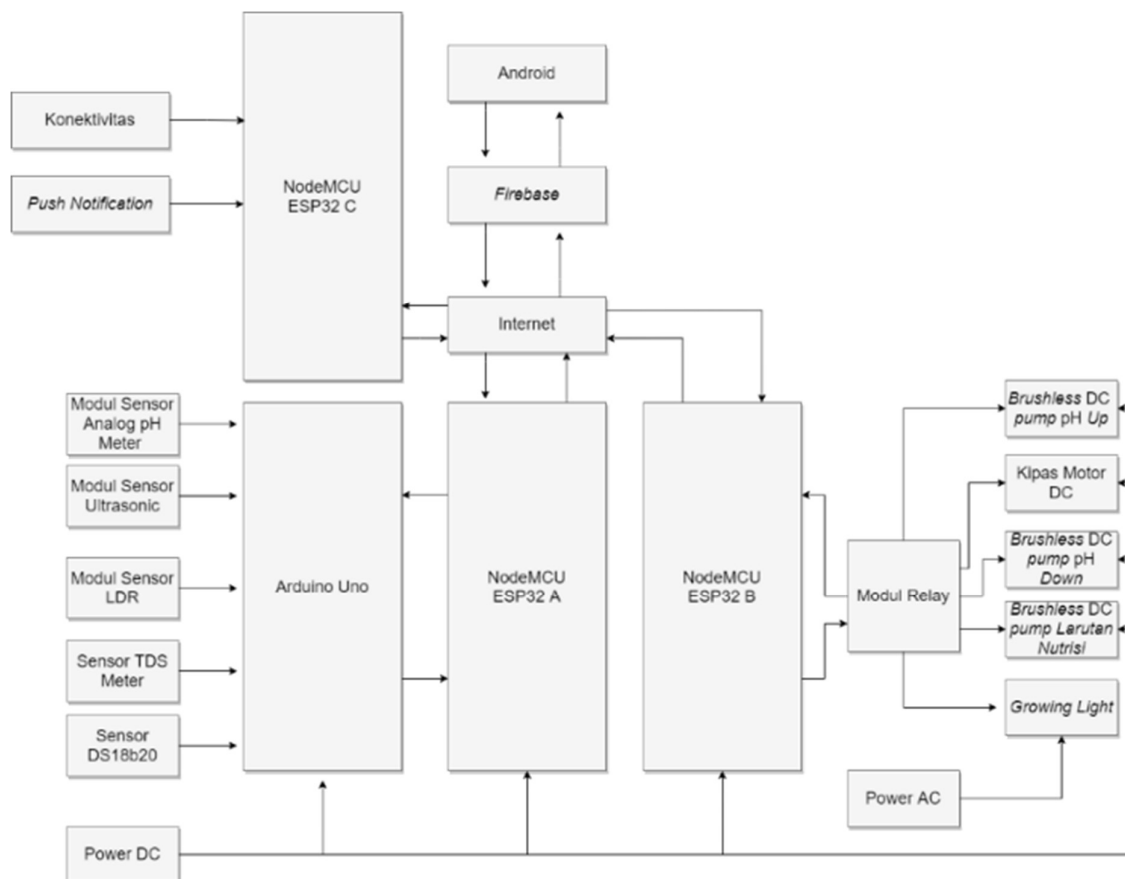 Android
Konektivitas
NodeMCU
ESP32 C
Push Notification
Firebase
Internet
Modul Sensor
Analog pH
Meter
Brushless DC
pump pH Up
Modul Sensor
Ultrasonic
Kipas Motor
DC
Modul Sensor
LDR
Arduino Uno
NodeMCU
ESP32 A
NodeMCU
ESP32 B
Modul Relay
Brushless DC
pump pH
Down
Brushless DC
pump Larutan
Nutrisi
Sensor TDS
Meter
Sensor
DS18b20
Growing Light
Power AC
Power DC